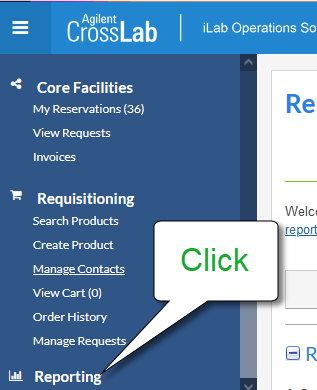 Agilent
CrossLab
iLab Operations So
Core Facilities
My Reservations (36)
View Requests
Invoices
Requisitioning
Search Products
Create Product
Manage Contacts
View Cart (0)
Order History
Manage Requests
Reporting
Click
Re
Welco
report
R